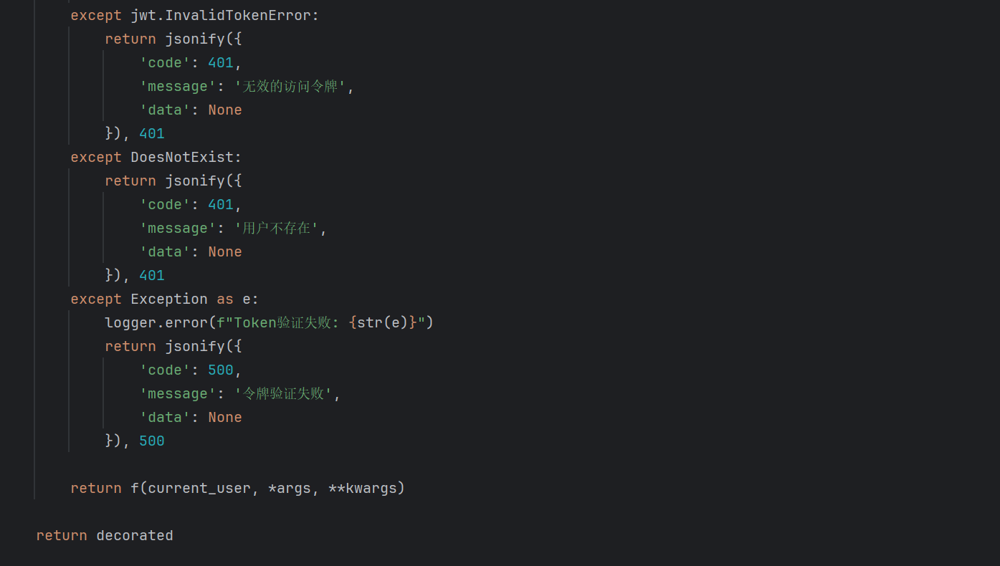 except jwt.InvalidTokenError:
return jsonify({
'code': 401,
'message': '无效的访问令牌',
'data': None
}), 401
except DoesNotExist:
return jsonify({
'code': 401,
'message': '用户不存在',
'data': None
}), 401
except Exception as e:
logger.error(f"Token验证失败: {str(e)}")
return jsonify({
'code': 500,
'message': '令牌验证失败',
'data': None
}), 500
return f(current_user, *args, **kwargs)
return decorated